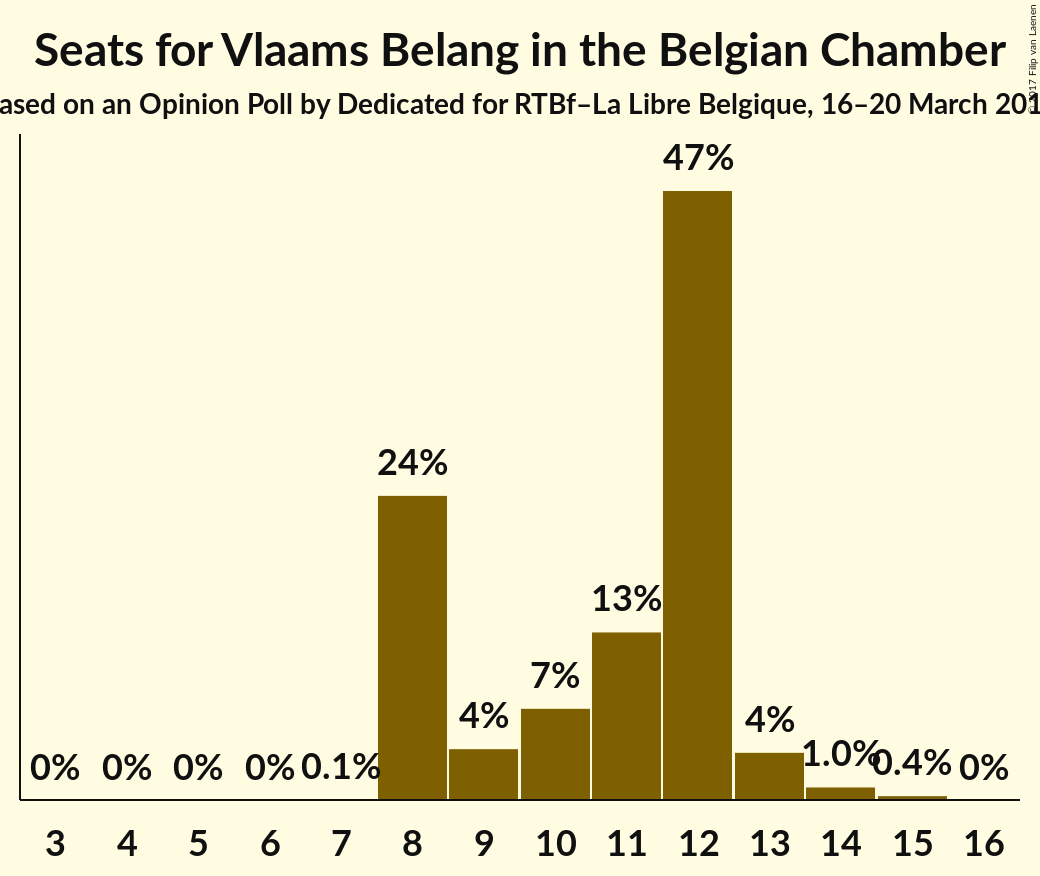 Seats for Vlaams Belang in the Belgian Chamber
ased on an Opinion Poll by Dedicated for RTBf–La Libre Belgique, 16–20 March 201
© 2017 Filip van Laenen
47%
24%
13%
7%
4%
4%
0% 0% 0% 0% 0.1% 1.0% 0.4% 0%
3 4 5 6 7 8 9 10 11 12 13 14 15 16